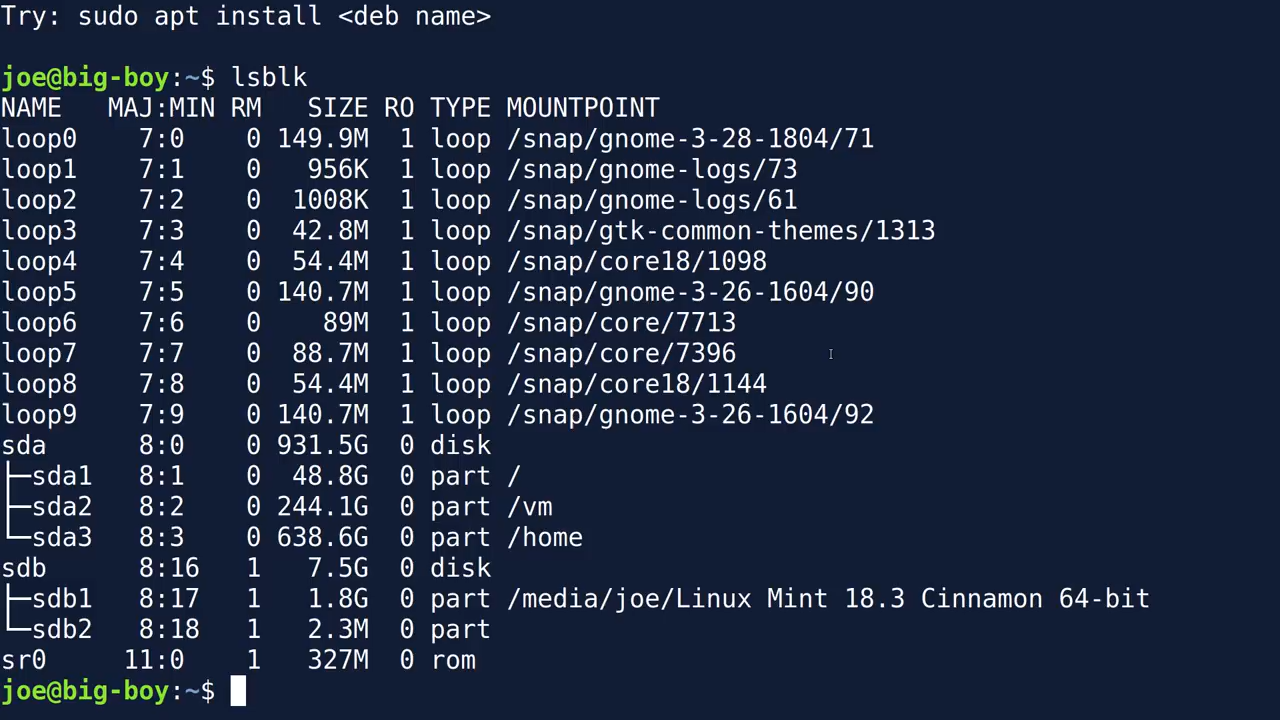 Try: sudo apt install <deb name>
joe@big-boy:~$ lsblk
NAME   MAJ:MIN RM   SIZE RO TYPE MOUNTPOINT
loop0    7:0    0 149.9M  1 loop /snap/gnome-3-28-1804/71
loop1    7:1    0   956K  1 loop /snap/gnome-logs/73
loop2    7:2    0  1008K  1 loop /snap/gnome-logs/61
loop3    7:3    0  42.8M  1 loop /snap/gtk-common-themes/1313
loop4    7:4    0  54.4M  1 loop /snap/core18/1098
loop5    7:5    0 140.7M  1 loop /snap/gnome-3-26-1604/90
loop6    7:6    0    89M  1 loop /snap/core/7713
loop7    7:7    0  88.7M  1 loop /snap/core/7396
loop8    7:8    0  54.4M  1 loop /snap/core18/1144
loop9    7:9    0 140.7M  1 loop /snap/gnome-3-26-1604/92
sda      8:0    0 931.5G  0 disk
├─sda1   8:1    0  48.8G  0 part /
├─sda2   8:2    0 244.1G  0 part /vm
└─sda3   8:3    0 638.6G  0 part /home
sdb      8:16   1   7.5G  0 disk
├─sdb1   8:17   1   1.8G  0 part /media/joe/Linux Mint 18.3 Cinnamon 64-bit
└─sdb2   8:18   1   2.3M  0 part
sr0     11:0    1   327M  0 rom
joe@big-boy:~$